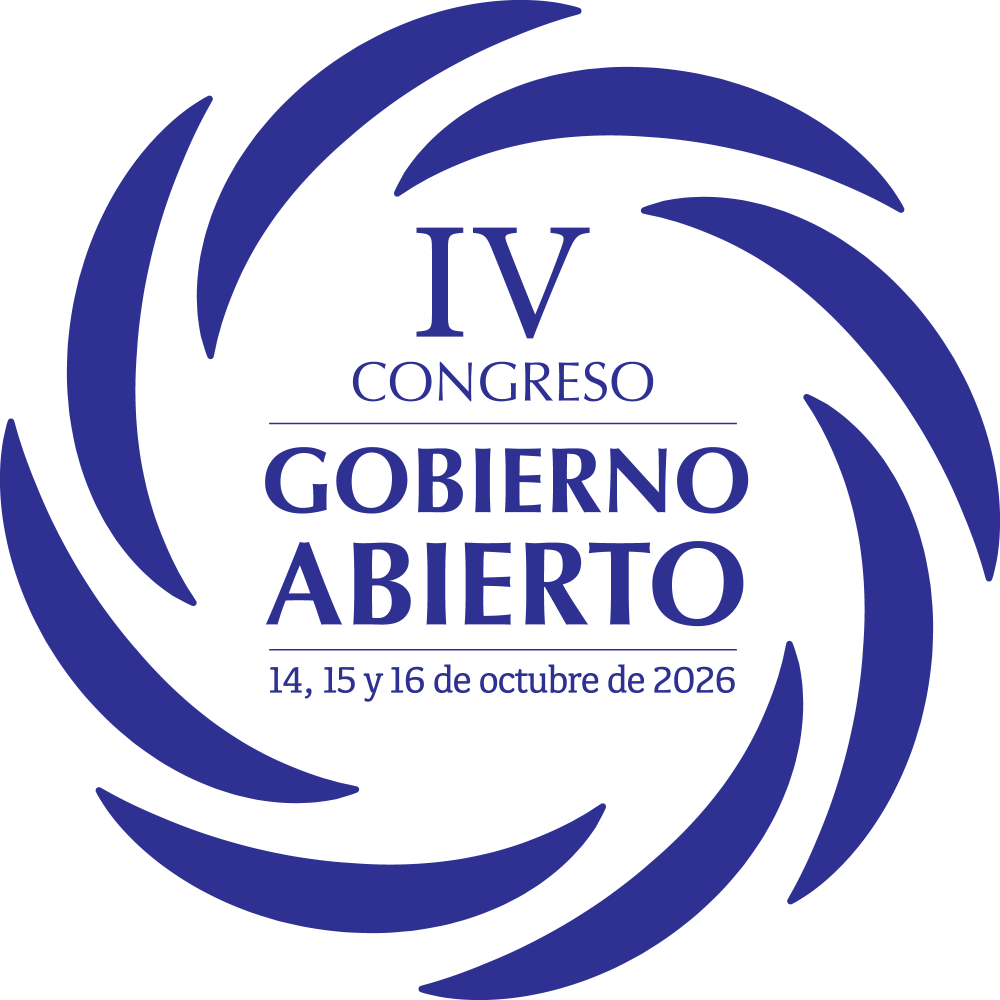 IV
CONGRESO
GOBIERNO
ABIERTO
14, 15 y 16 de octubre de 2026